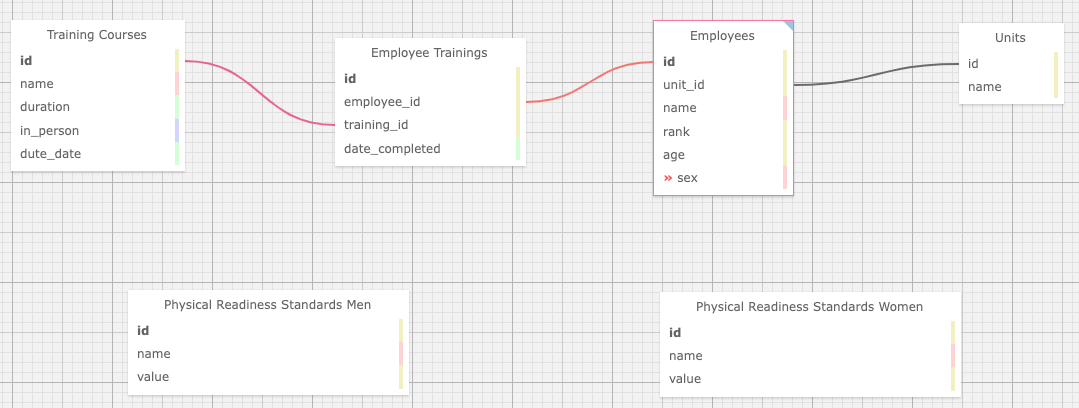 Training Courses
id
name
duration
in_person
dute_date
Employee Trainings
id
employee_id
training_id
date_completed
Employees
id
unit_id
name
rank
age
» sex
Units
id
name
Physical Readiness Standards Men
id
name
value
Physical Readiness Standards Women
id
name
value